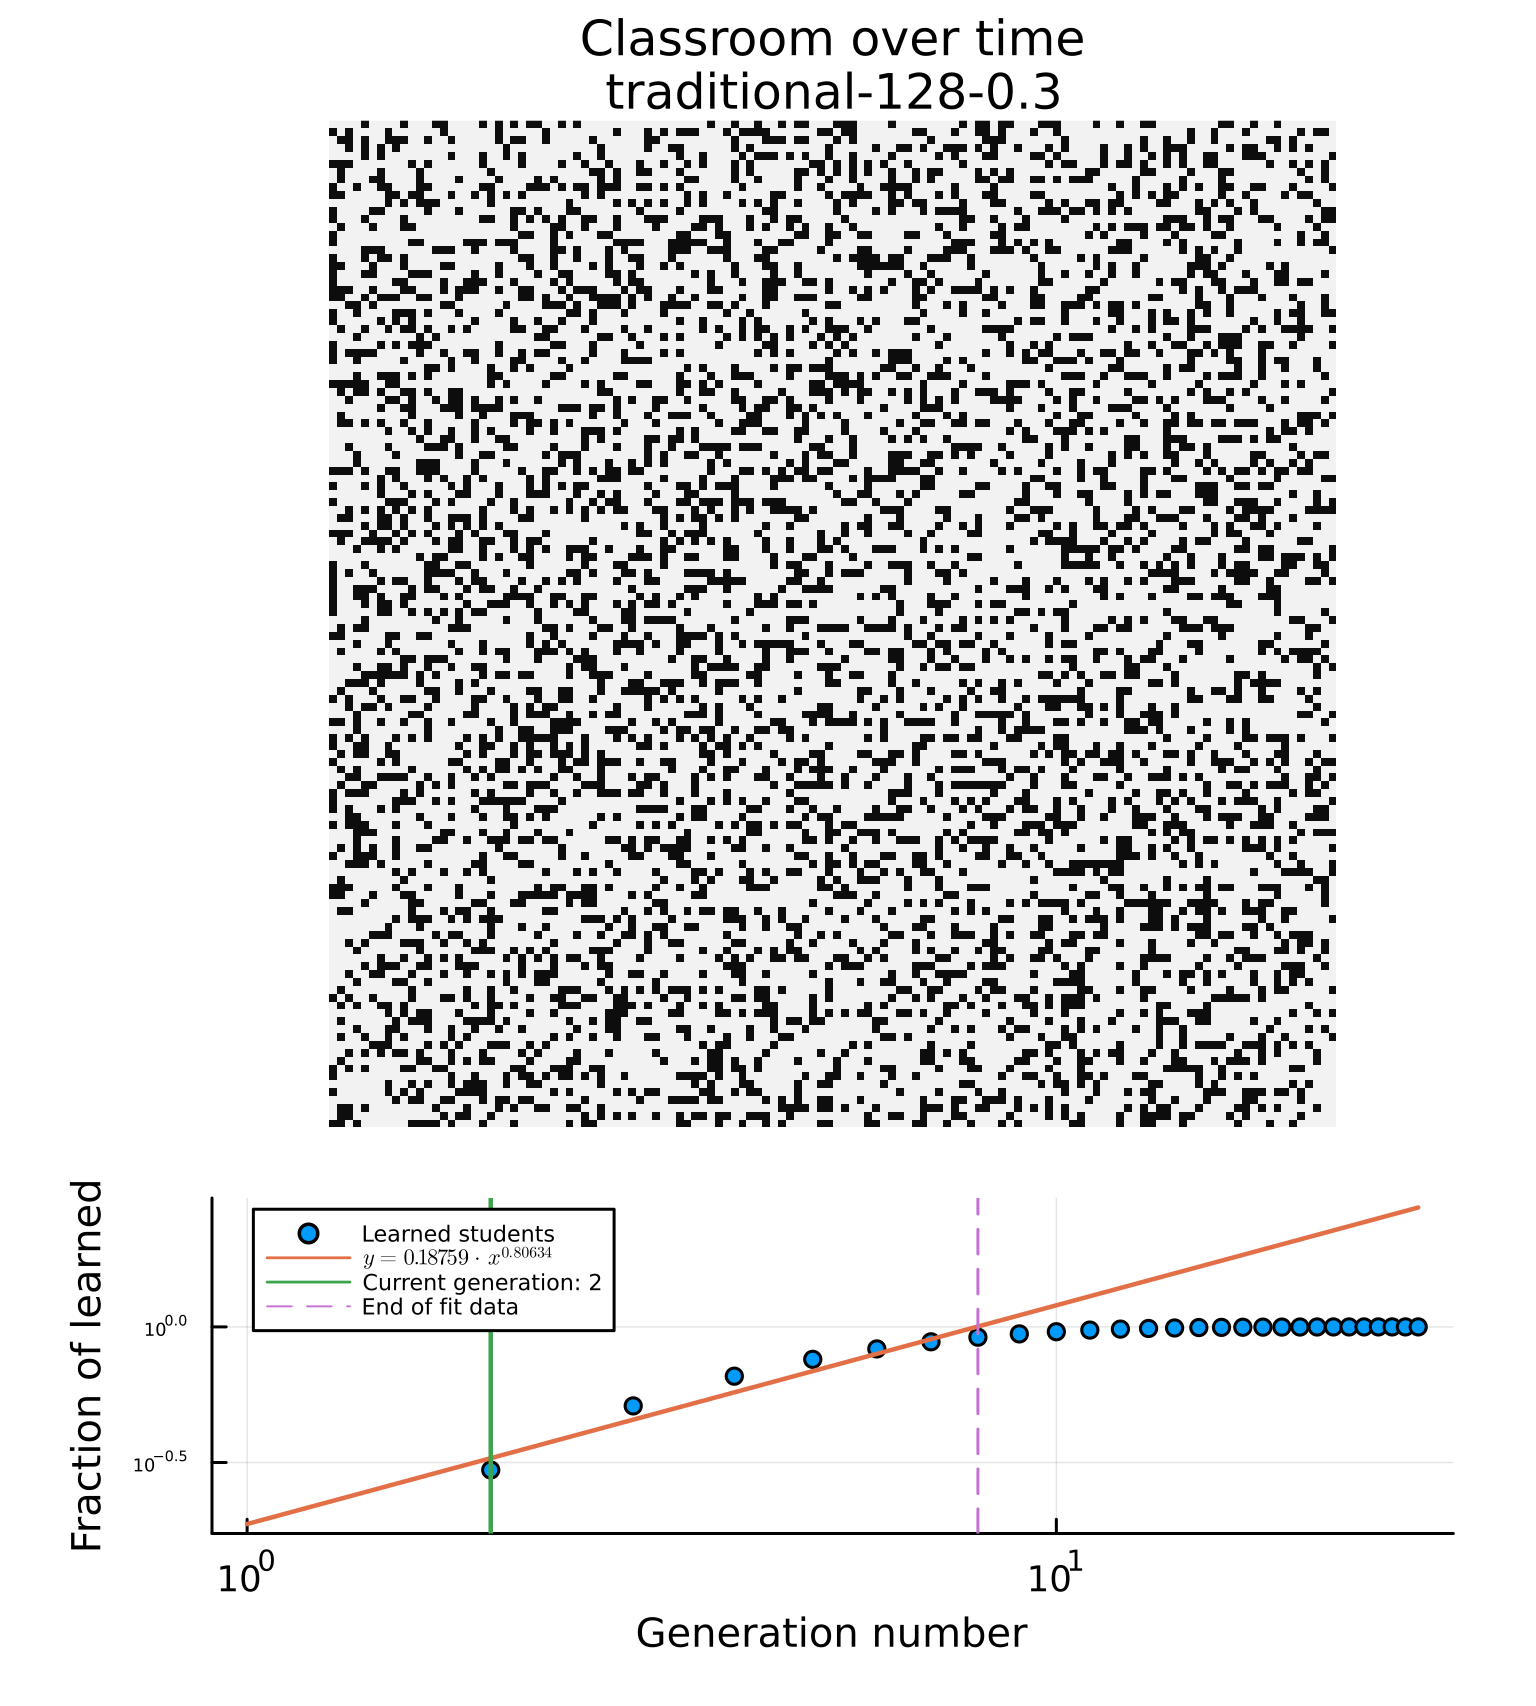 Classroom over time
traditional-128-0.3
Fraction of learned
Learned students
y = 0.18759 · x^0.80634
Current generation: 2
End of fit data
10^0.0
10^−0.5
10^0
10^1
Generation number